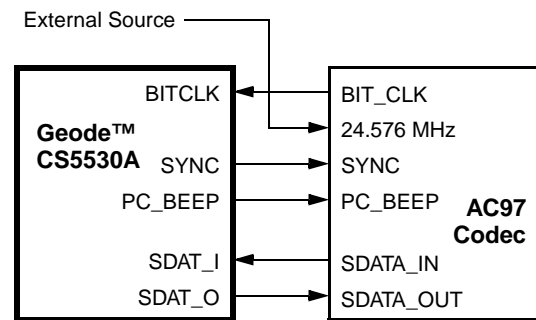 External Source
BITCLK
BIT_CLK
Geode™
CS5530A
24.576 MHz
SYNC
SYNC
PC_BEEP
PC_BEEP
AC97
Codec
SDAT_I
SDATA_IN
SDAT_O
SDATA_OUT